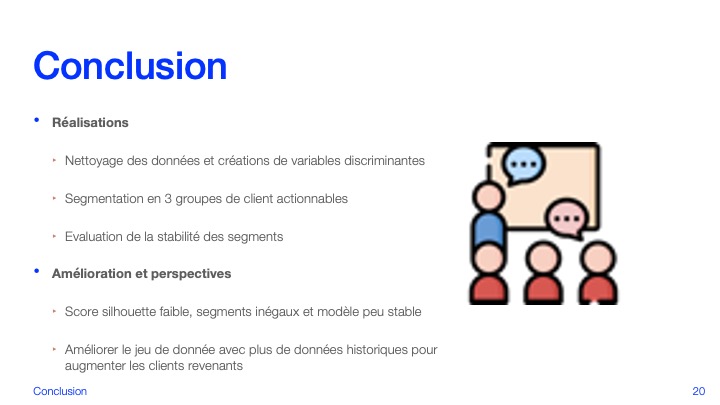 Conclusion
• Réalisations
‣ Nettoyage des données et créations de variables discriminantes
‣ Segmentation en 3 groupes de client actionnables
‣ Evaluation de la stabilité des segments
• Amélioration et perspectives
‣ Score silhouette faible, segments inégaux et modèle peu stable
‣ Améliorer le jeu de donnée avec plus de données historiques pour
augmenter les clients revenants
Conclusion
20